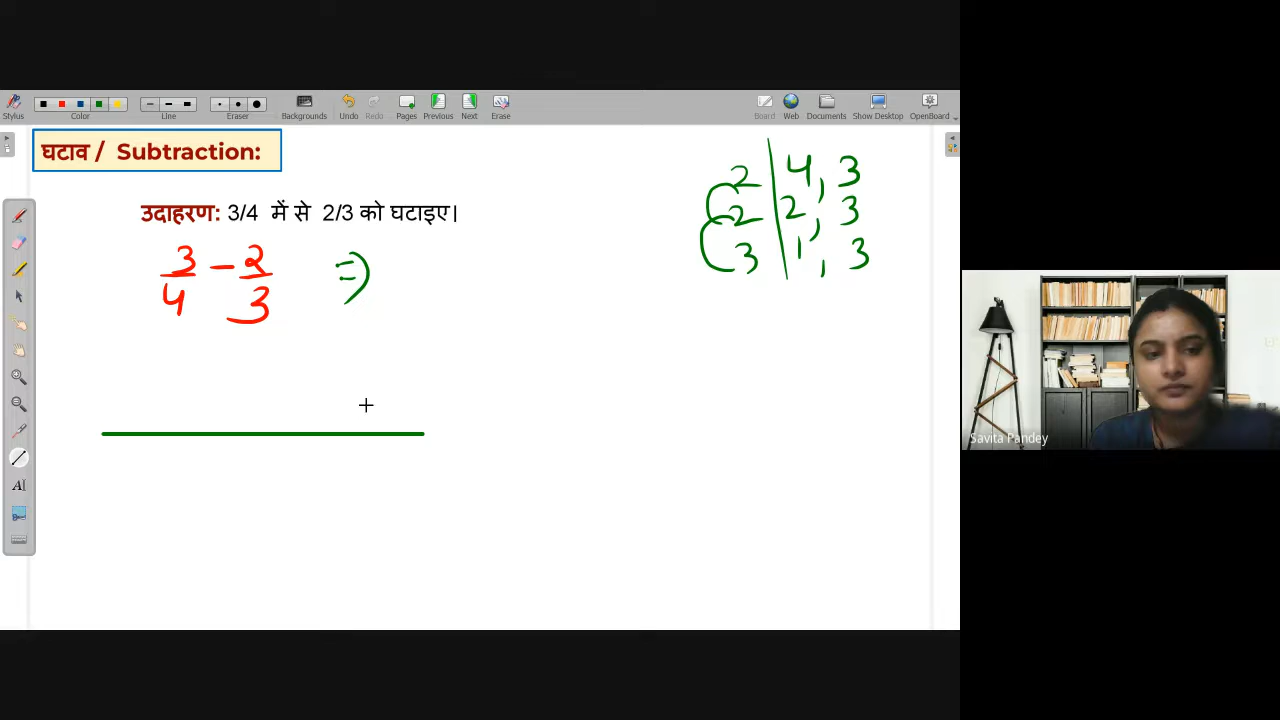 Stylus Color Line Eraser Backgrounds Undo Redo Pages Previous Next Erase Board Web Documents Show Desktop OpenBoard
घटाव / Subtraction:
उदाहरण: 3/4 में से 2/3 को घटाइए।
3/4 - 2/3 =>
2 | 4, 3
2 | 2, 3
3 | 1, 3
Savita Pandey